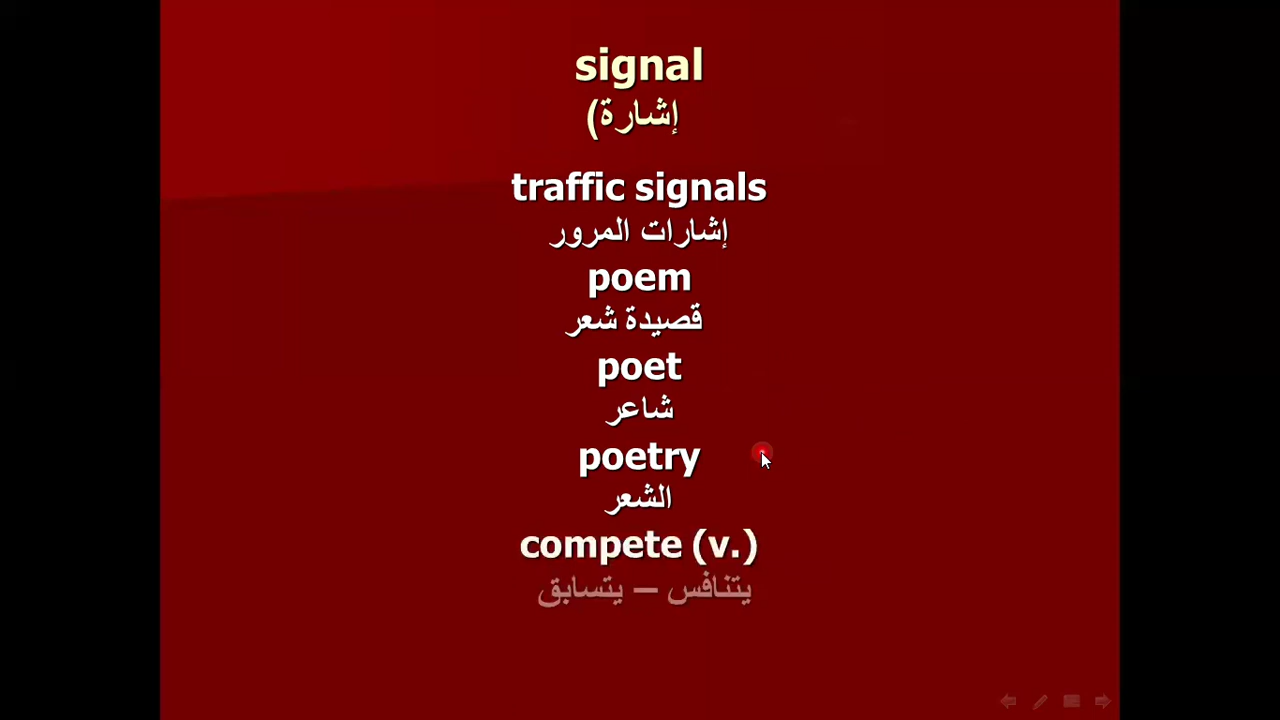 signal
إشارة)
traffic signals
إشارات المرور
poem
قصيدة شعر
poet
شاعر
poetry
الشعر
compete (v.)
يتنافس – يتسابق